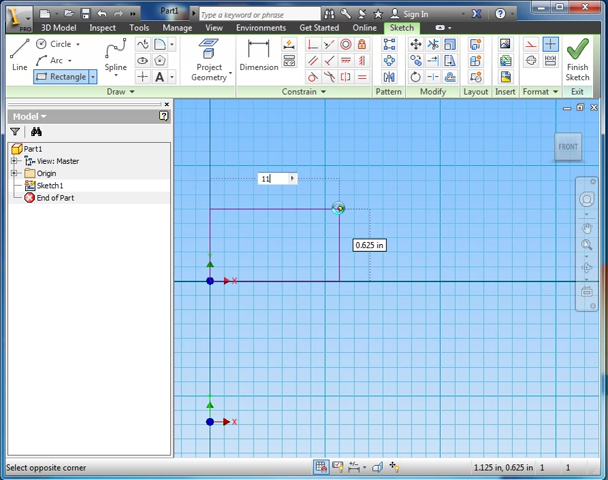 Part1
Type a keyword or phrase
Sign In
PRO
3D Model
Inspect
Tools
Manage
View
Environments
Get Started
Online
Sketch
Line
Circle
Arc
Rectangle
Spline
Project
Geometry
Dimension
Pattern
Modify
Layout
Insert
Format
Finish
Sketch
Draw
Constrain
Exit
Model
Part1
View: Master
Origin
Sketch1
End of Part
11
0.625 in
FRONT
X
X
Select opposite corner
1.125 in, 0.625 in
1
1